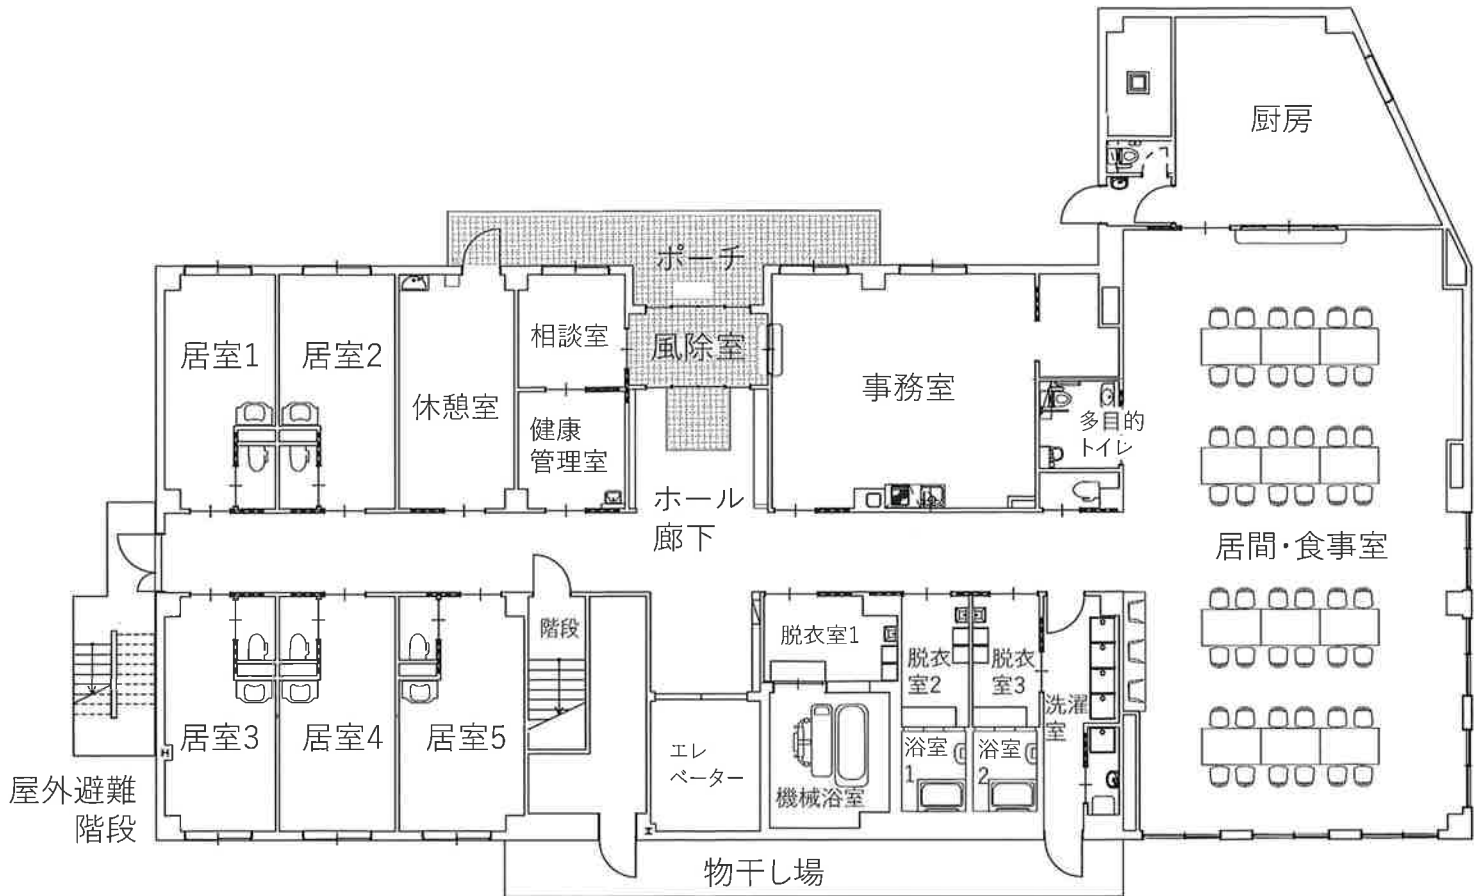 厨房
ポーチ
居室1
居室2
休憩室
相談室
風除室
事務室
健康
管理室
多目的
トイレ
ホール
廊下
居間・食事室
階段
脱衣室1
脱衣
室2
脱衣
室3
洗濯
室
居室3
居室4
居室5
エレ
ベーター
機械浴室
浴室
1
浴室
2
屋外避難
階段
物干し場
H
H